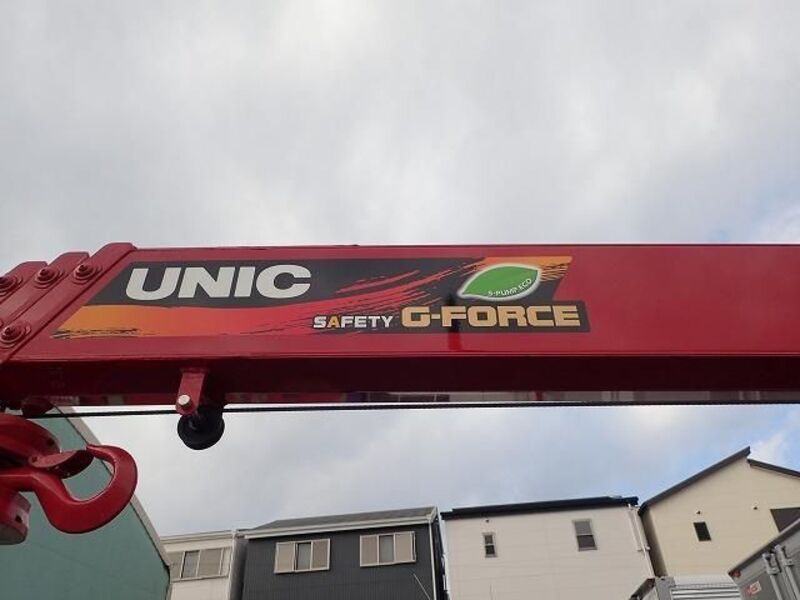 UNIC
S-PUMP, ECO
SAFETY G-FORCE